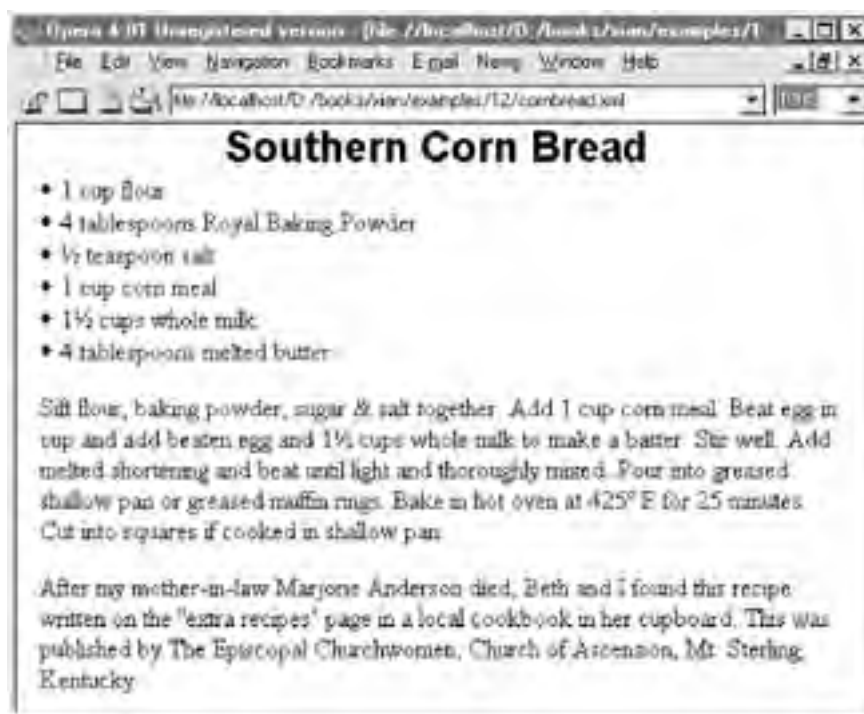 Opera 4.01 Unregistered version - [file://localhost/D:/books/xian/examples/1
File Edit View Navigation Bookmarks E-mail News Window Help
file://localhost/D:/books/xian/examples/12/cornbread.xml
Southern Corn Bread
• 1 cup flour
• 4 tablespoons Royal Baking Powder
• ½ teaspoon salt
• 1 cup corn meal
• 1½ cups whole milk
• 4 tablespoons melted butter
Sift flour, baking powder, sugar & salt together. Add 1 cup corn meal. Beat egg in
cup and add beaten egg and 1½ cups whole milk to make a batter. Stir well. Add
melted shortening and beat until light and thoroughly mixed. Pour into greased
shallow pan or greased muffin rings. Bake in hot oven at 425° F for 25 minutes.
Cut into squares if cooked in shallow pan.
After my mother-in-law Marjorie Anderson died, Beth and I found this recipe
written on the "extra recipes" page in a local cookbook in her cupboard. This was
published by The Episcopal Churchwomen, Church of Ascension, Mt. Sterling,
Kentucky.